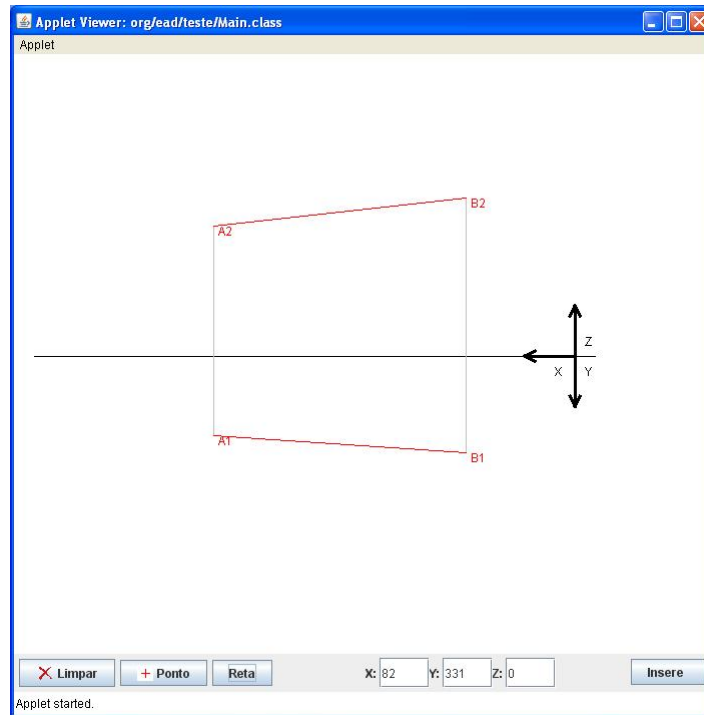 Applet Viewer: org/ead/teste/Main.class
Applet
B2
A2
Z
X Y
A1
B1
Limpar + Ponto Reta X: 82 Y: 331 Z: 0 Insere
Applet started.